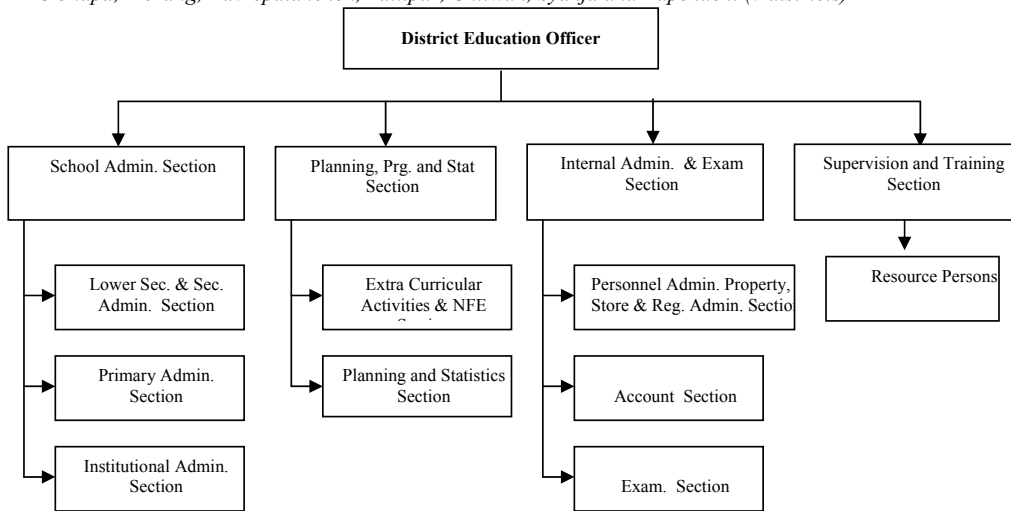 District Education Officer
School Admin. Section
Planning, Prg. and Stat
Section
Internal Admin. & Exam
Section
Supervision and Training
Section
Lower Sec. & Sec.
Admin. Section
Primary Admin.
Section
Institutional Admin.
Section
Extra Curricular
Activities & NFE
Planning and Statistics
Section
Personnel Admin. Property,
Store & Reg. Admin. Sectio
Account Section
Exam. Section
Resource Persons